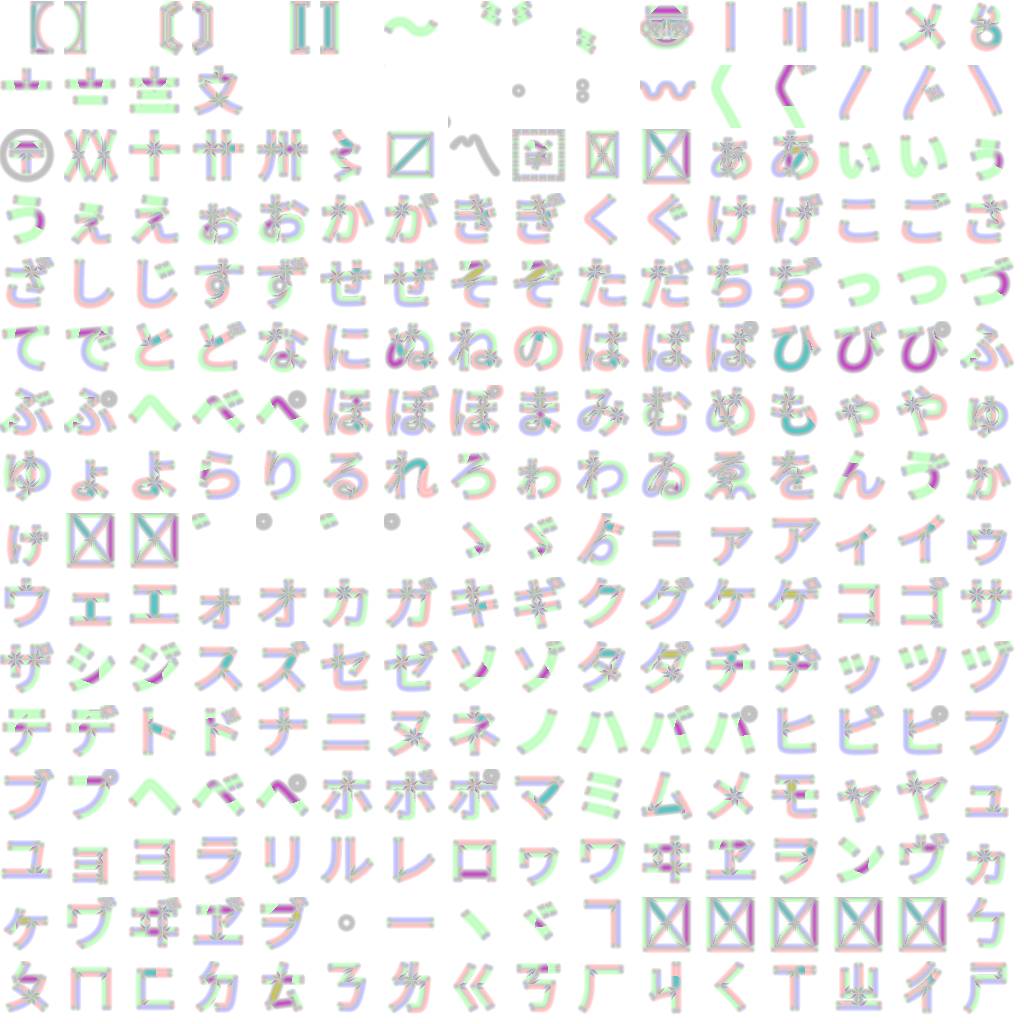 〖〗〘〙〚〛〜〝〞〟〠〡〢〣〤〥
〦〧〨〩〰〱〲〳〴〵
〶〷〸〹〺〻〼〽〾〿ぁあぃいぅ
うぇえぉおかがきぎくぐけげこごさ
ざしじすずせぜそぞただちぢっつづ
てでとどなにぬねのはばぱひびぴふ
ぶぷへべぺほぼぽまみむめもゃやゅ
ゆょよらりるれろゎわゐゑをんゔゕ
ゖ゛゜ゝゞゟ゠ァアィイゥ
ウェエォオカガキギクグケゲコゴサ
ザシジスズセゼソゾタダチヂッツヅ
テデトドナニヌネノハバパヒビピフ
ブプヘベペホボポマミムメモャヤュ
ユョヨラリルレロヮワヰヱヲンヴヵ
ヶヷヸヹヺ・ーヽヾヿㄅ
ㄆㄇㄈㄉㄊㄋㄌㄍㄎㄏㄐㄑㄒㄓㄔㄕ